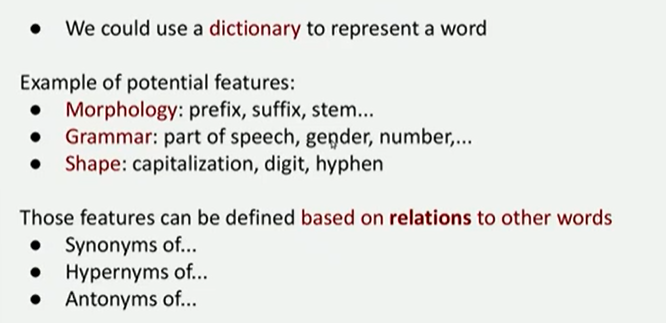 ● We could use a dictionary to represent a word
Example of potential features:
● Morphology: prefix, suffix, stem...
● Grammar: part of speech, gender, number,...
● Shape: capitalization, digit, hyphen
Those features can be defined based on relations to other words
● Synonyms of...
● Hypernyms of...
● Antonyms of...